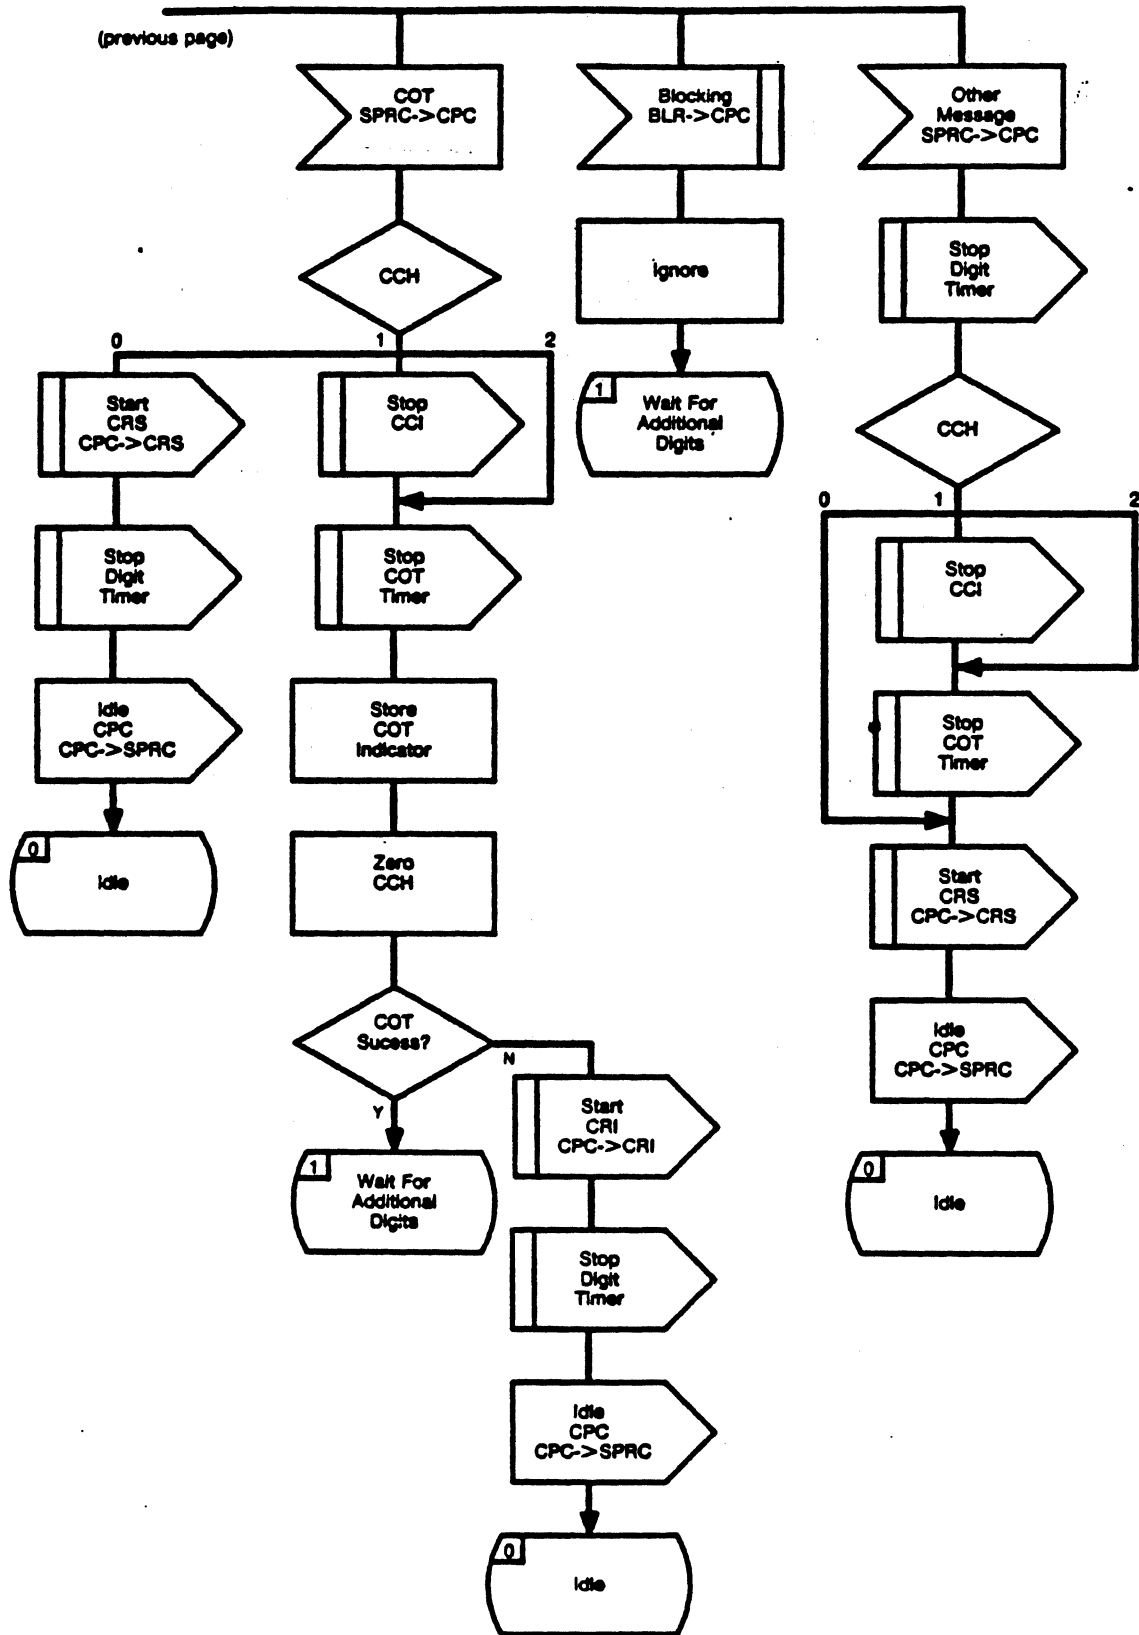 (previous page)
COT
SPRC->CPC
Blocking
BLR->CPC
Other
Message
SPRC->CPC
CCH
Ignore
Stop
Digit
Timer
0
1
2
Start
CRS
CPC->CRS
Stop
CCI
1
Wait For
Additional
Digits
CCH
0
1
2
Stop
Digit
Timer
Stop
COT
Timer
Stop
CCI
Idle
CPC
CPC->SPRC
Store
COT
Indicator
Stop
COT
Timer
0
Idle
Zero
CCH
Start
CRS
CPC->CRS
COT
Sucess?
N
Y
Idle
CPC
CPC->SPRC
Start
CRI
CPC->CRI
1
Wait For
Additional
Digits
0
Idle
Stop
Digit
Timer
Idle
CPC
CPC->SPRC
0
Idle